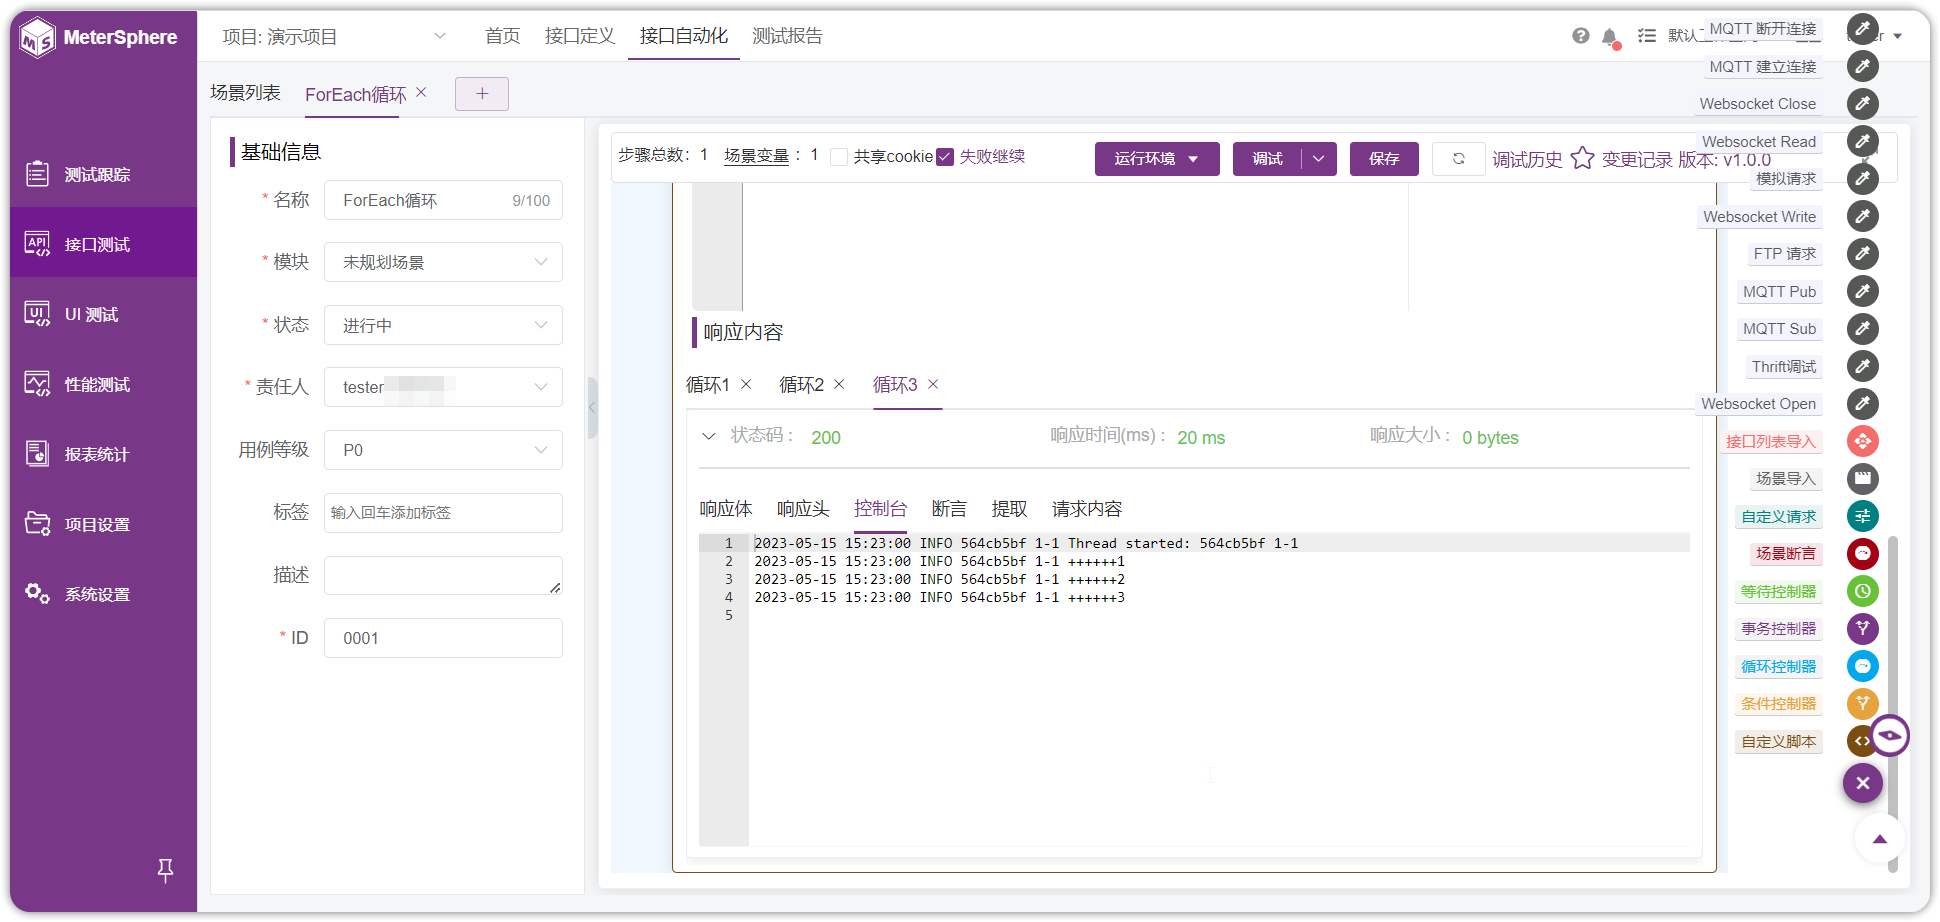 MeterSphere
项目: 演示项目
首页
接口定义
接口自动化
测试报告
默认
MQTT 断开连接
MQTT 建立连接
Websocket Close
Websocket Read
模拟请求
Websocket Write
FTP 请求
MQTT Pub
MQTT Sub
Thrift调试
Websocket Open
接口列表导入
场景导入
自定义请求
场景断言
等待控制器
事务控制器
循环控制器
条件控制器
自定义脚本
测试跟踪
接口测试
UI 测试
性能测试
报表统计
项目设置
系统设置
场景列表
ForEach循环
基础信息
* 名称
ForEach循环
9/100
* 模块
未规划场景
* 状态
进行中
* 责任人
tester
用例等级
P0
标签
输入回车添加标签
描述
* ID
0001
步骤总数: 1
场景变量 : 1
共享cookie
失败继续
运行环境
调试
保存
调试历史
变更记录
版本: v1.0.0
响应内容
循环1
循环2
循环3
状态码 : 200
响应时间(ms) : 20 ms
响应大小 : 0 bytes
响应体
响应头
控制台
断言
提取
请求内容
1 2023-05-15 15:23:00 INFO 564cb5bf 1-1 Thread started: 564cb5bf 1-1
2 2023-05-15 15:23:00 INFO 564cb5bf 1-1 ++++++1
3 2023-05-15 15:23:00 INFO 564cb5bf 1-1 ++++++2
4 2023-05-15 15:23:00 INFO 564cb5bf 1-1 ++++++3
5